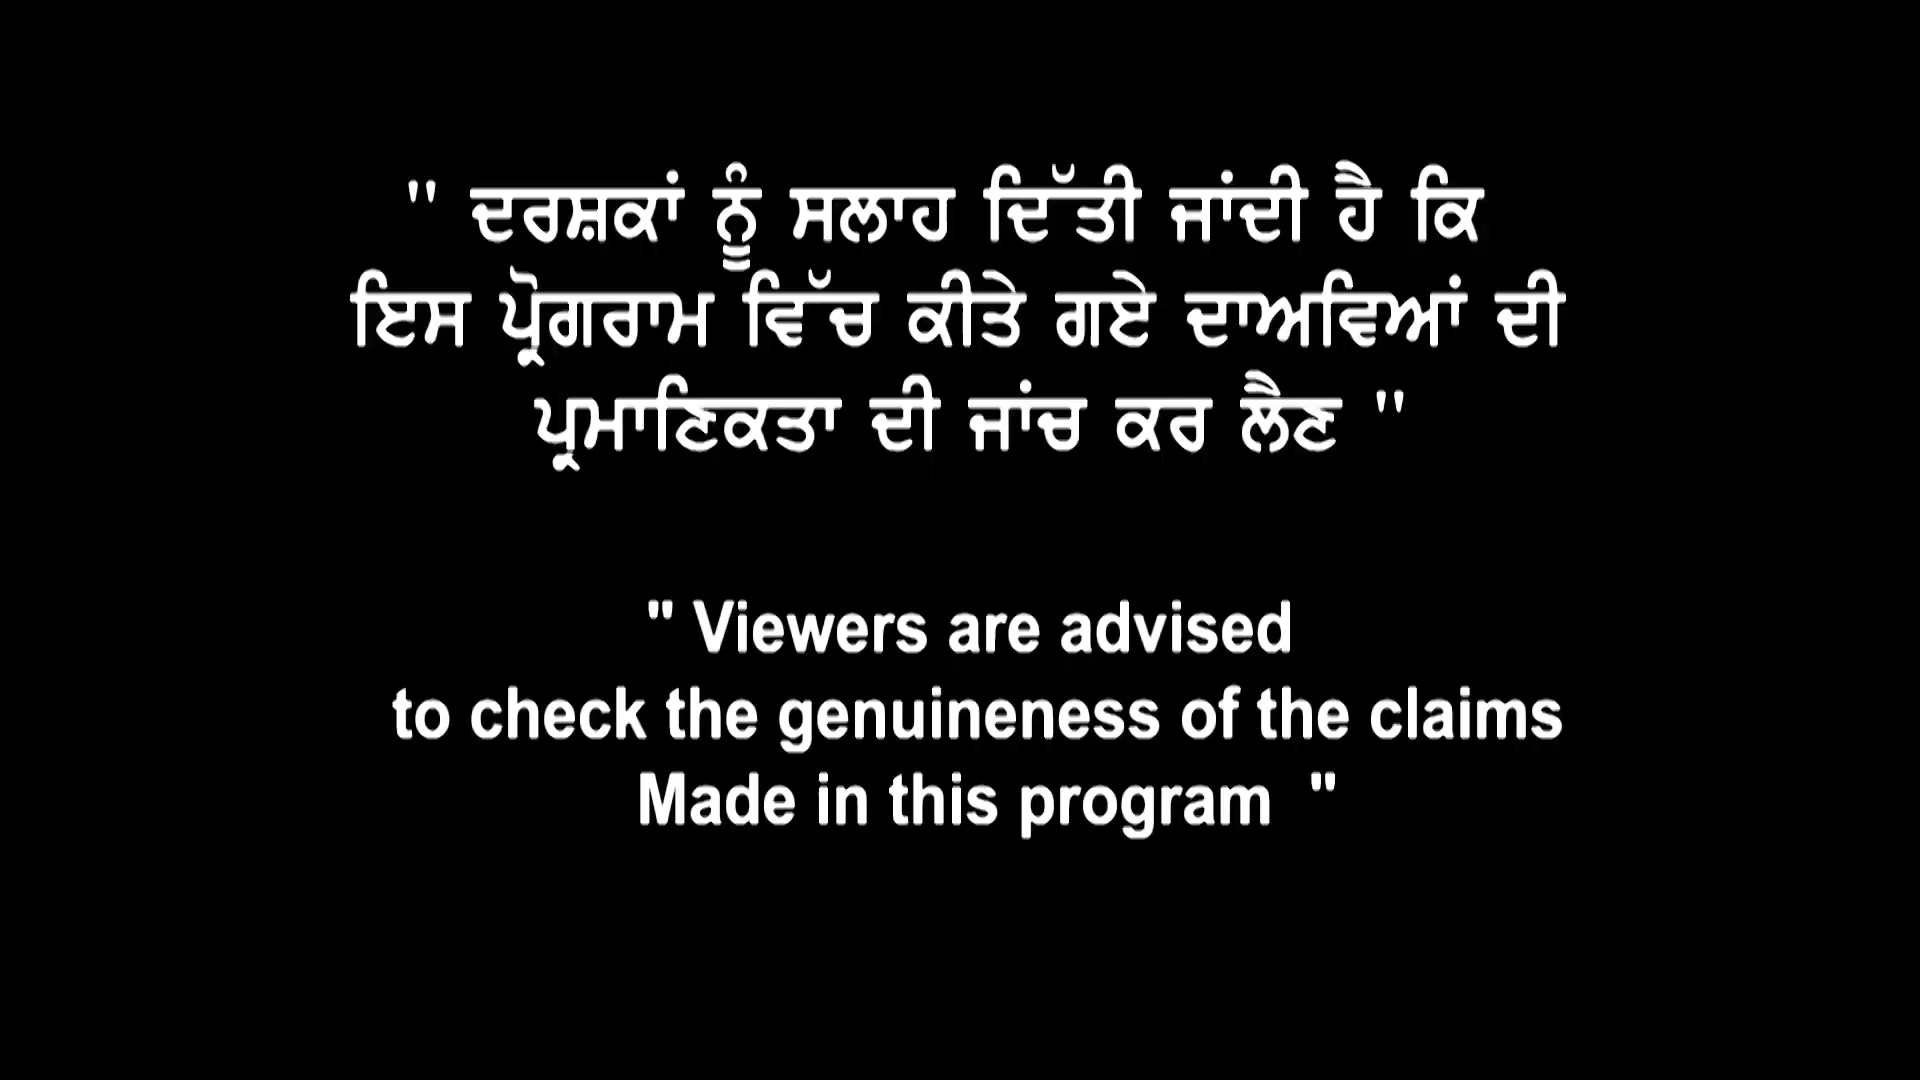 " ਦਰਸ਼ਕਾਂ ਨੂੰ ਸਲਾਹ ਦਿੱਤੀ ਜਾਂਦੀ ਹੈ ਕਿ
ਇਸ ਪ੍ਰੋਗਰਾਮ ਵਿੱਚ ਕੀਤੇ ਗਏ ਦਾਅਵਿਆਂ ਦੀ
ਪ੍ਰਮਾਣਿਕਤਾ ਦੀ ਜਾਂਚ ਕਰ ਲੈਣ "
" Viewers are advised
to check the genuineness of the claims
Made in this program "